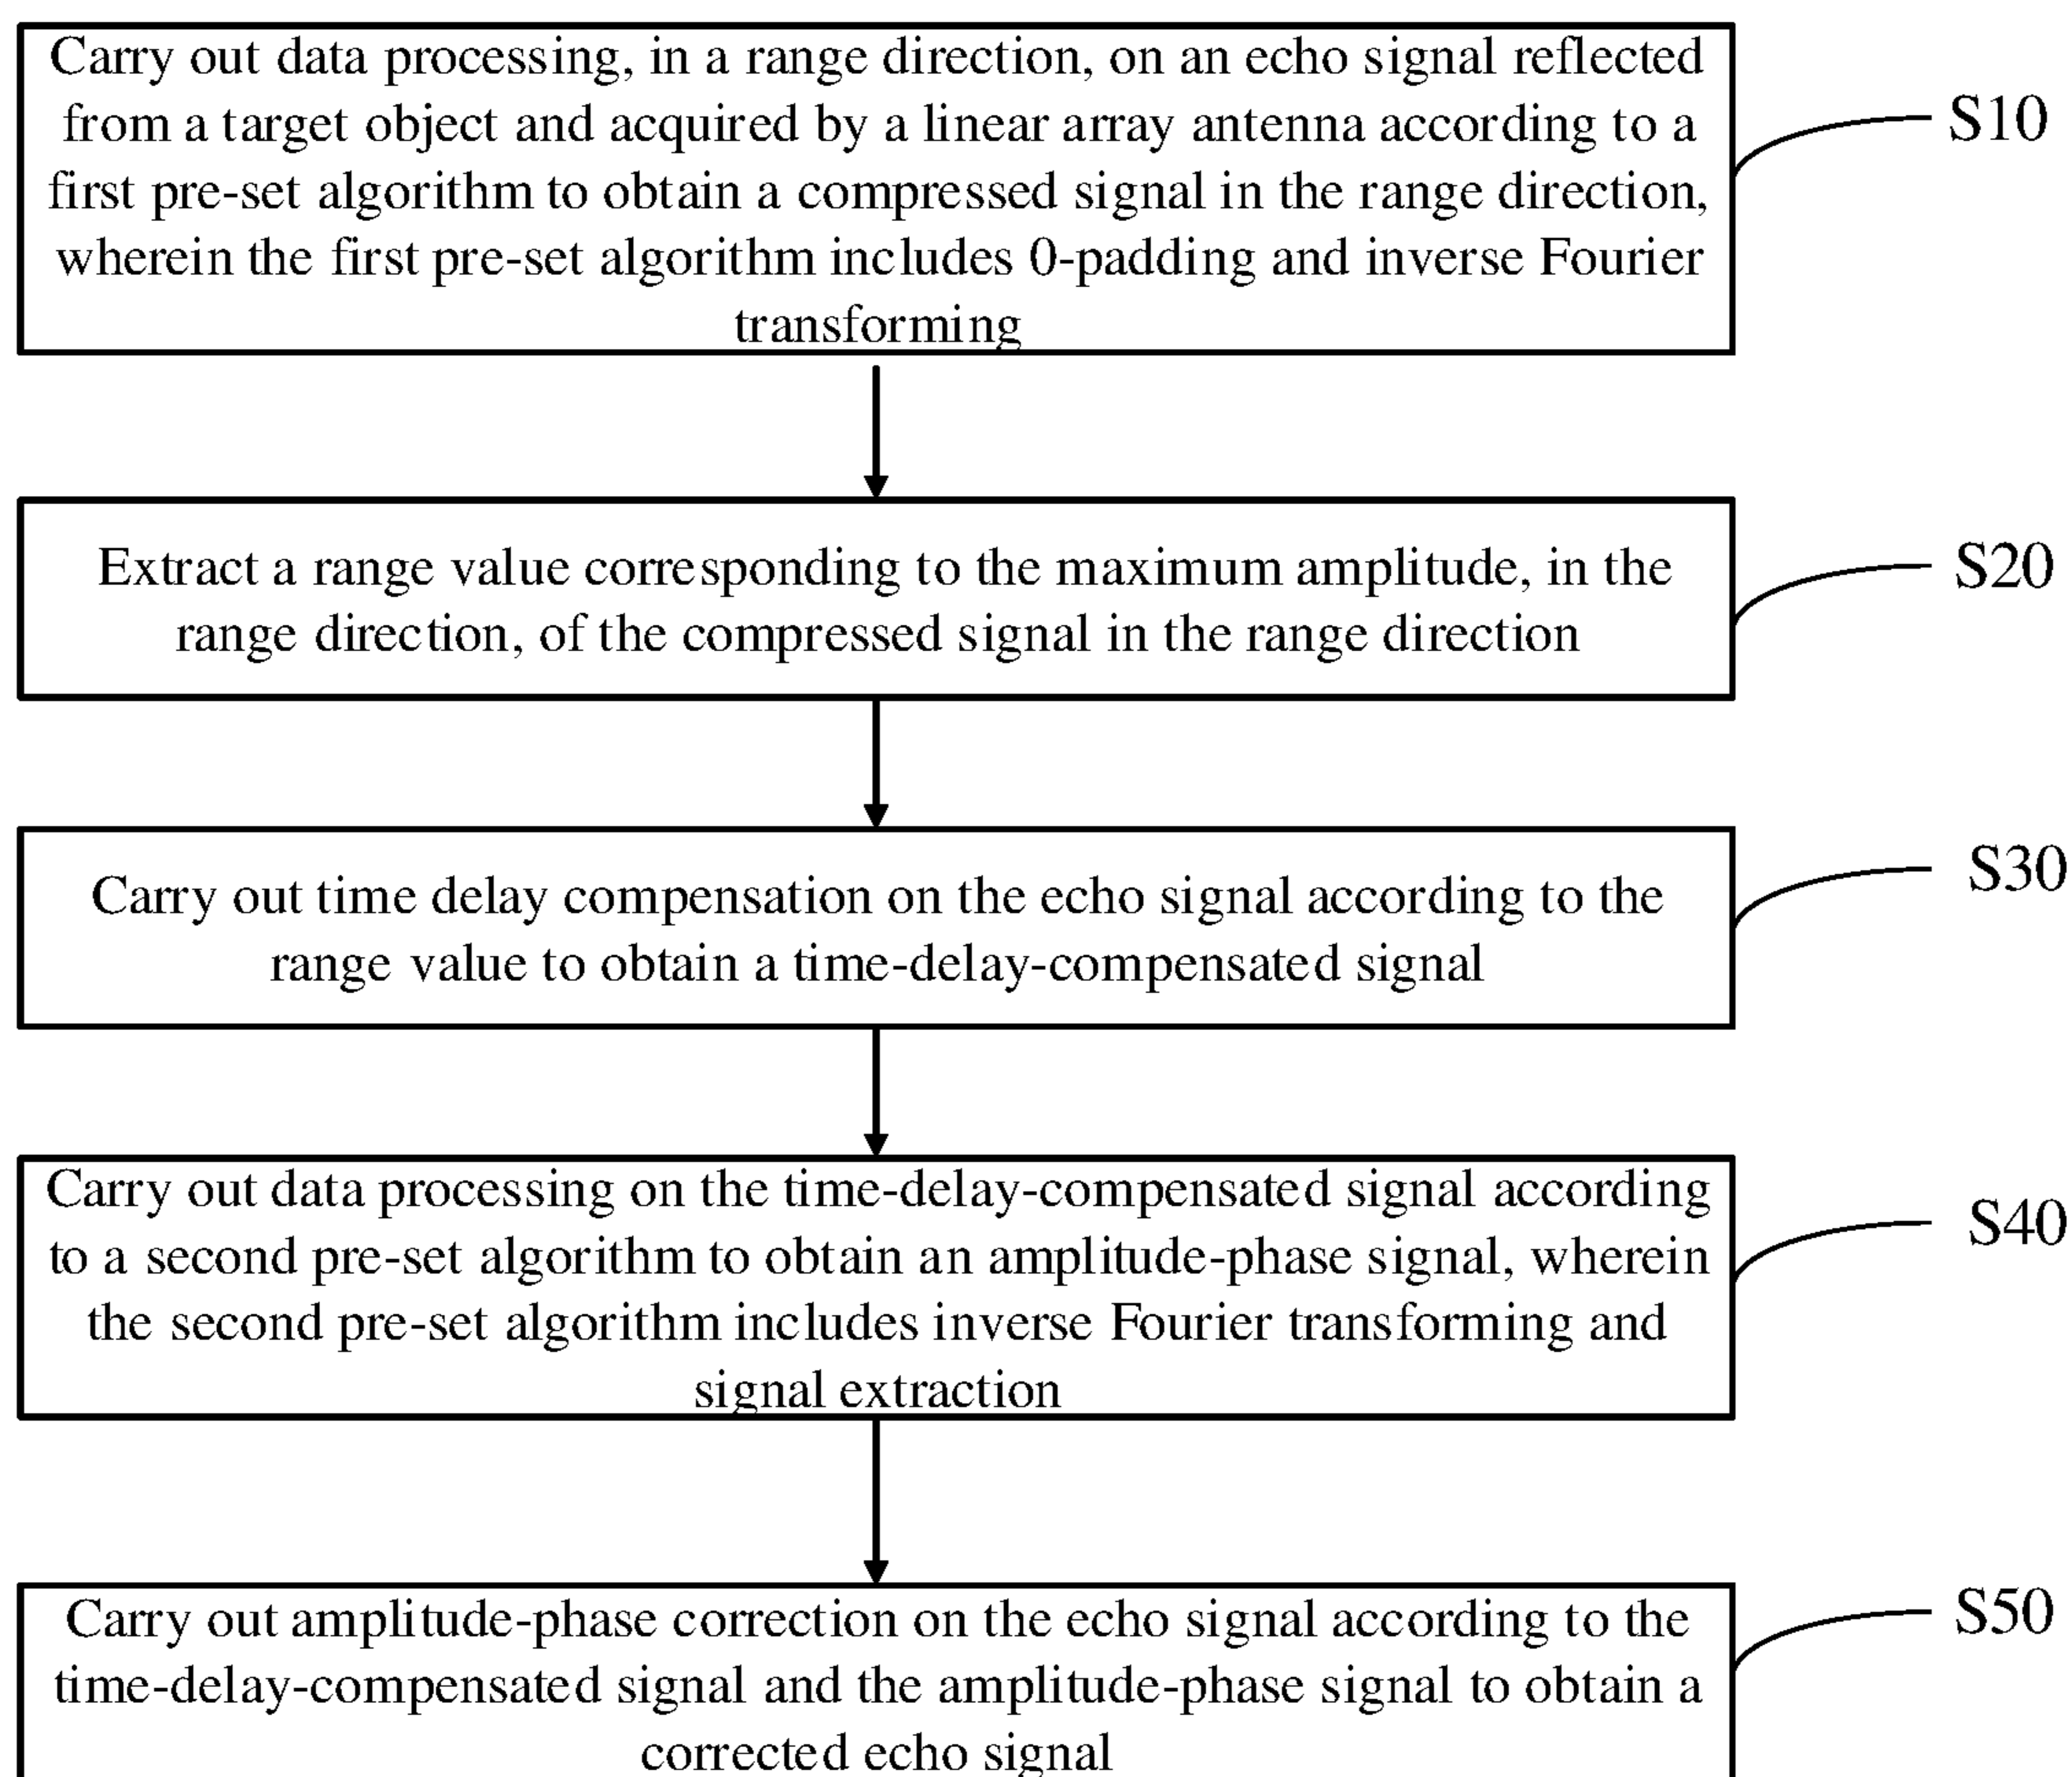 Carry out data processing, in a range direction, on an echo signal reflected
from a target object and acquired by a linear array antenna according to a
first pre-set algorithm to obtain a compressed signal in the range direction,
wherein the first pre-set algorithm includes 0-padding and inverse Fourier
transforming
S10
Extract a range value corresponding to the maximum amplitude, in the
range direction, of the compressed signal in the range direction
S20
Carry out time delay compensation on the echo signal according to the
range value to obtain a time-delay-compensated signal
S30
Carry out data processing on the time-delay-compensated signal according
to a second pre-set algorithm to obtain an amplitude-phase signal, wherein
the second pre-set algorithm includes inverse Fourier transforming and
signal extraction
S40
Carry out amplitude-phase correction on the echo signal according to the
time-delay-compensated signal and the amplitude-phase signal to obtain a
corrected echo signal
S50